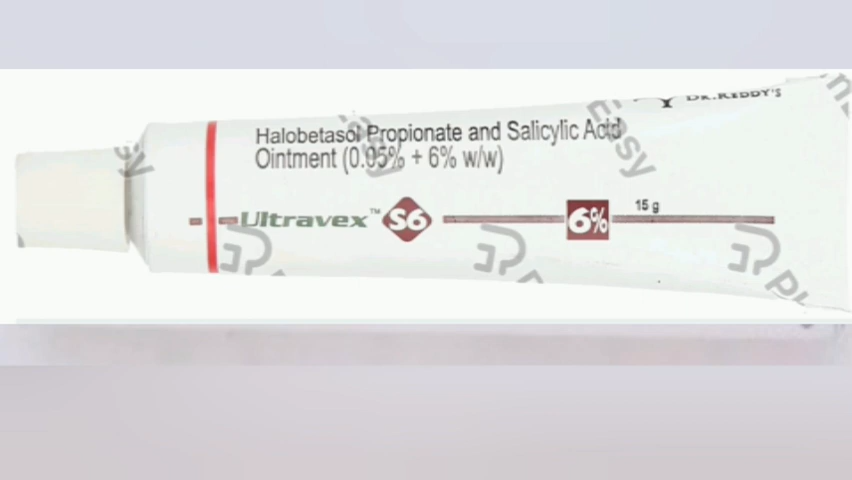 DR.REDDY'S
Halobetasol Propionate and Salicylic Acid
Ointment (0.05% + 6% w/w)
Ultravex™ S6 6% 15 g